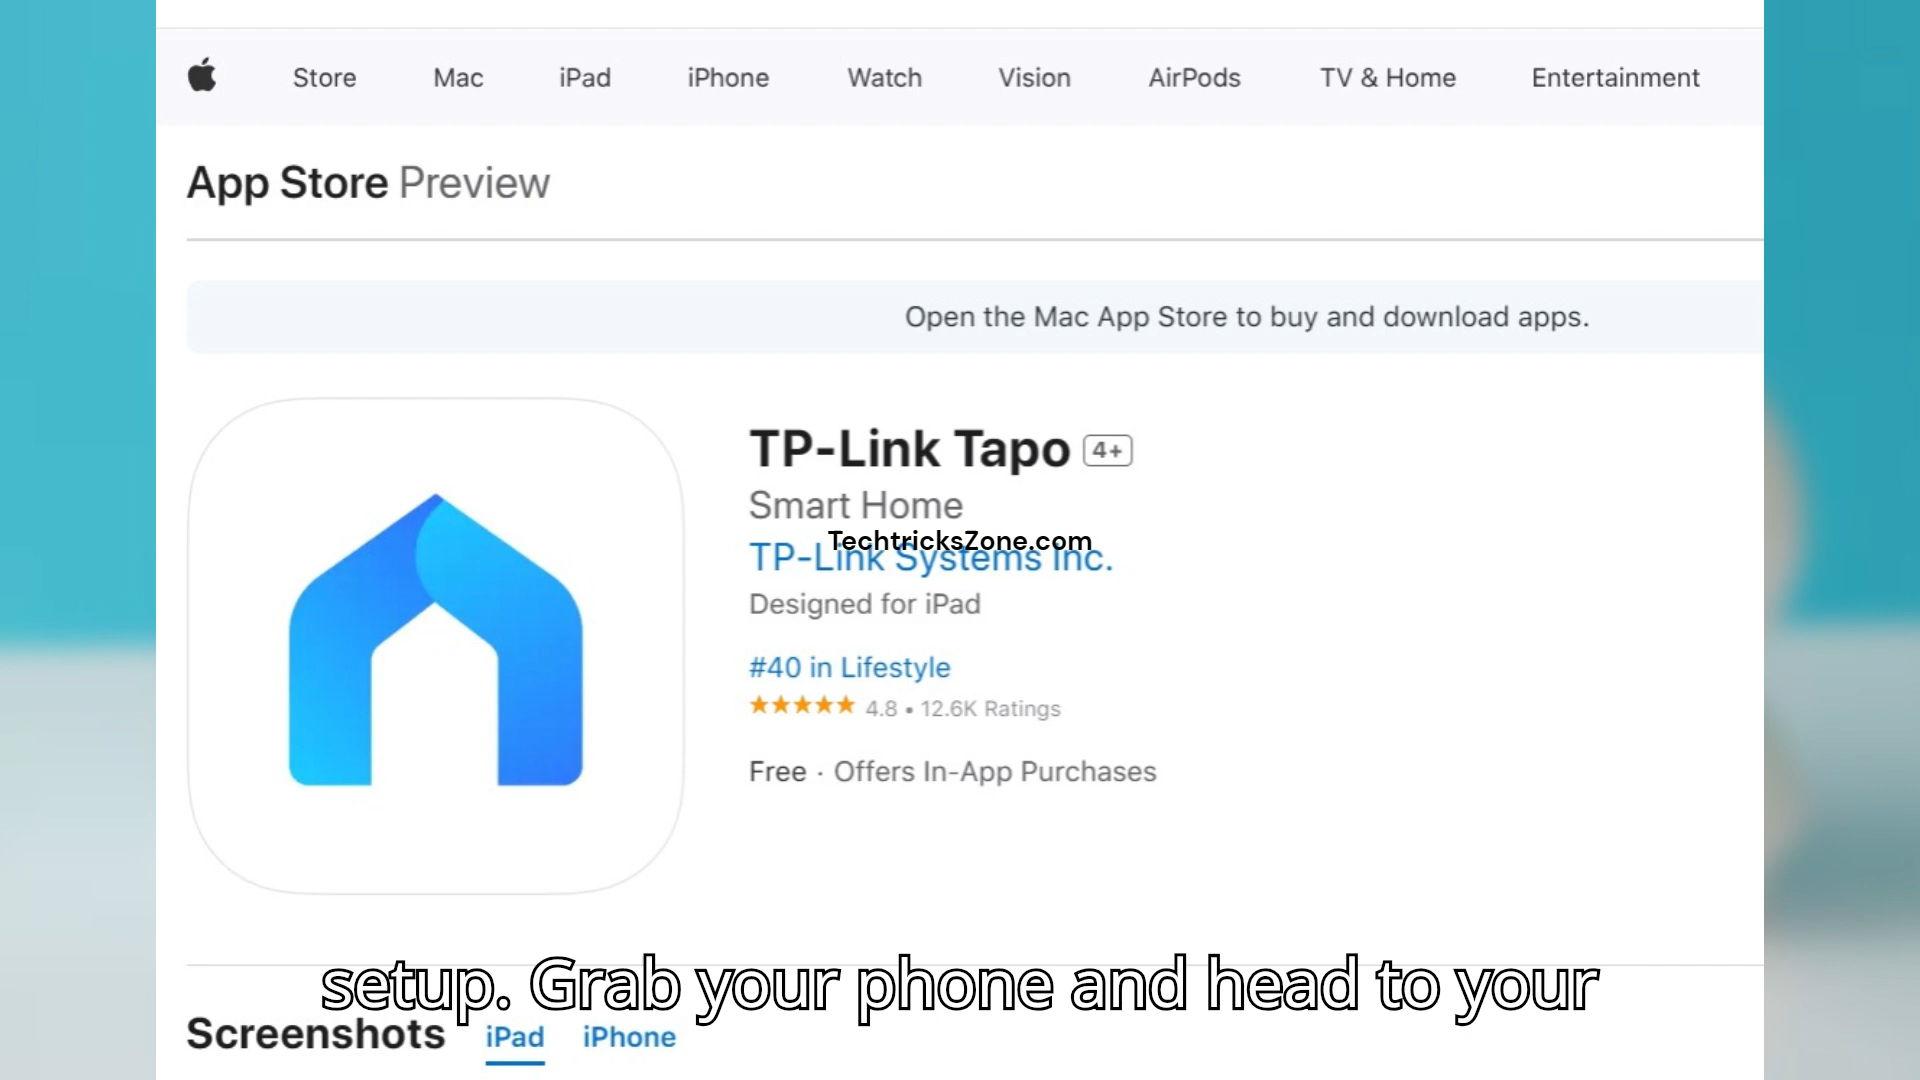 Store Mac iPad iPhone Watch Vision AirPods TV & Home Entertainment
App Store Preview
Open the Mac App Store to buy and download apps.
TP-Link Tapo 4+
Smart Home
TechtricksZone.com
TP-Link Systems Inc.
Designed for iPad
#40 in Lifestyle
★★★★★ 4.8 • 12.6K Ratings
Free · Offers In-App Purchases
setup. Grab your phone and head to your
Screenshots iPad iPhone